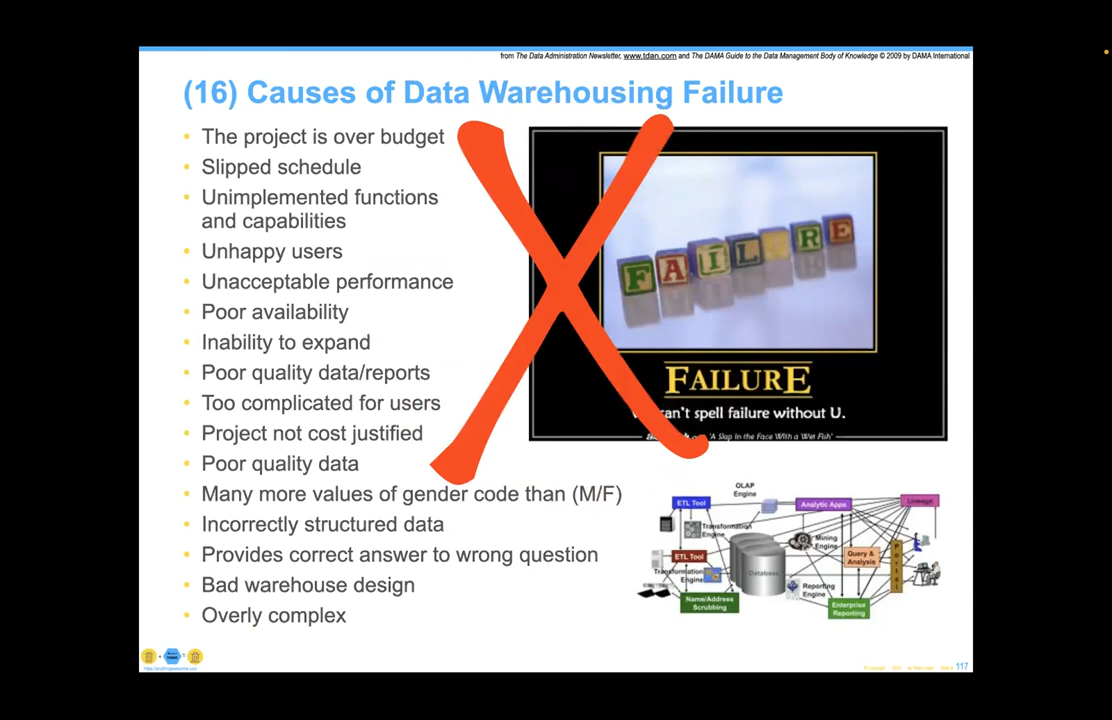 from The Data Administration Newsletter, www.tdan.com and The DAMA Guide to the Data Management Body of Knowledge © 2009 by DAMA International
(16) Causes of Data Warehousing Failure
• The project is over budget
• Slipped schedule
• Unimplemented functions
and capabilities
• Unhappy users
• Unacceptable performance
• Poor availability
• Inability to expand
• Poor quality data/reports
• Too complicated for users
• Project not cost justified
• Poor quality data
• Many more values of gender code than (M/F)
• Incorrectly structured data
• Provides correct answer to wrong question
• Bad warehouse design
• Overly complex
FAIL RE
FAILURE
can't spell failure without U.
'A Slap In the Face With a Wet Fish'
OLAP
Engine
ETL Tool
Analytic Apps
Lineage
Transformation
Engine
Mining
Engine
ETL Tool
Database
Query &
Analysis
Portal
Transformation
Engine
Reporting
Engine
Name/Address
Scrubbing
Enterprise
Reporting
117